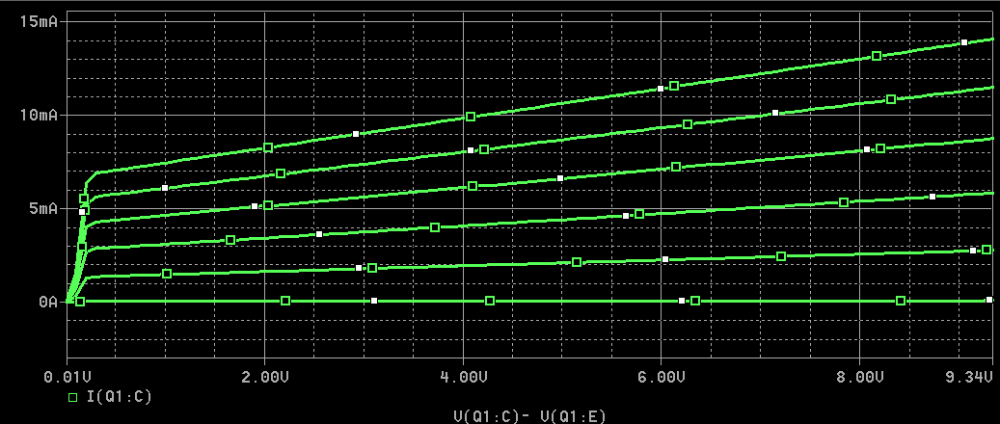 15mA
10mA
5mA
0A
0.01V 2.00V 4.00V 6.00V 8.00V 9.34V
I(Q1:C)
V(Q1:C)- V(Q1:E)